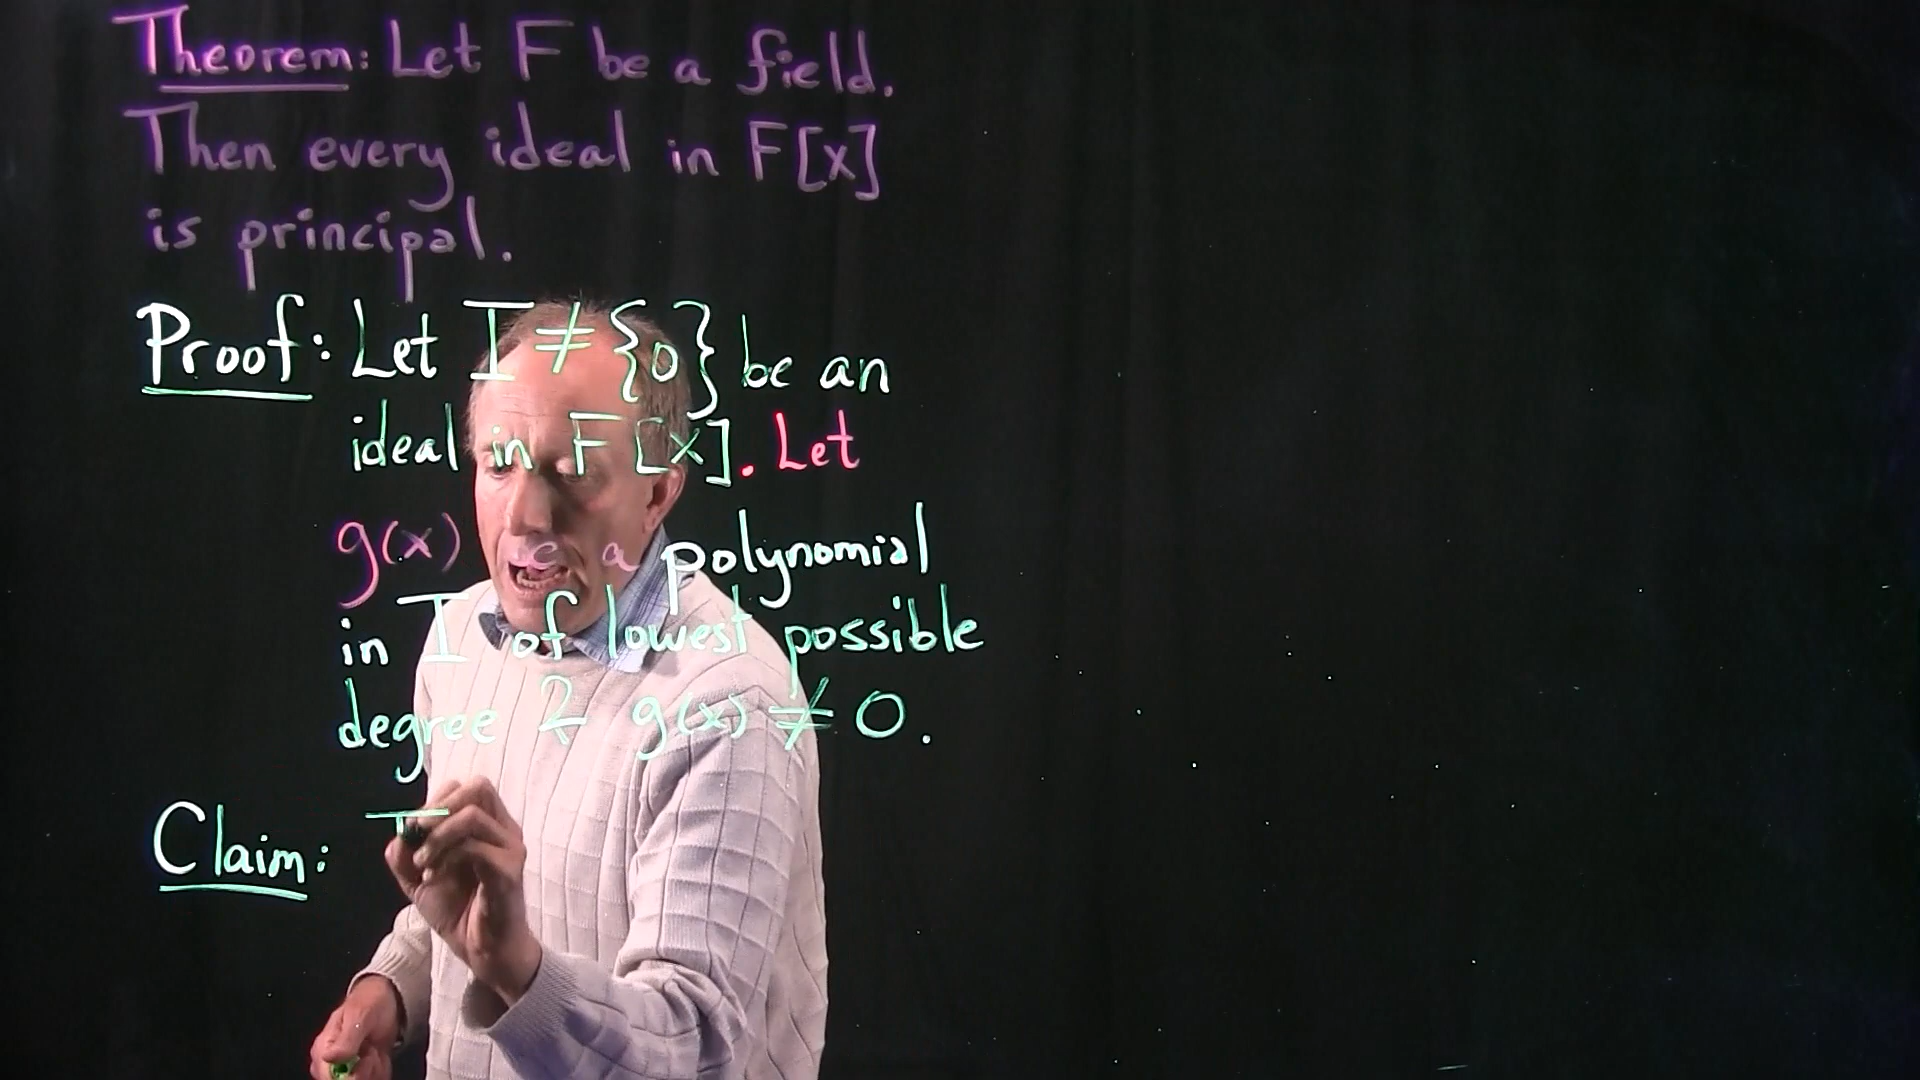 Theorem: Let F be a field.
Then every ideal in F[x]
is principal.
Proof: Let I ≠ {0} be an
ideal in F[x]. Let
g(x) be a polynomial
in I of lowest possible
degree & g(x) ≠ 0.
Claim: I